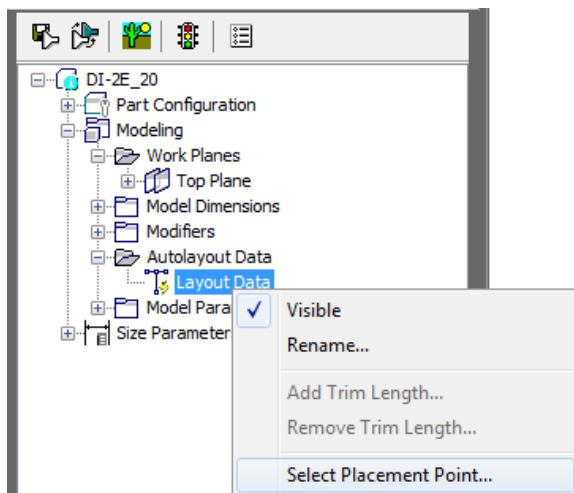 DI-2E_20
Part Configuration
Modeling
Work Planes
Top Plane
Model Dimensions
Modifiers
Autolayout Data
Layout Data
Model Para
Size Parameter
Visible
Rename...
Add Trim Length...
Remove Trim Length...
Select Placement Point...